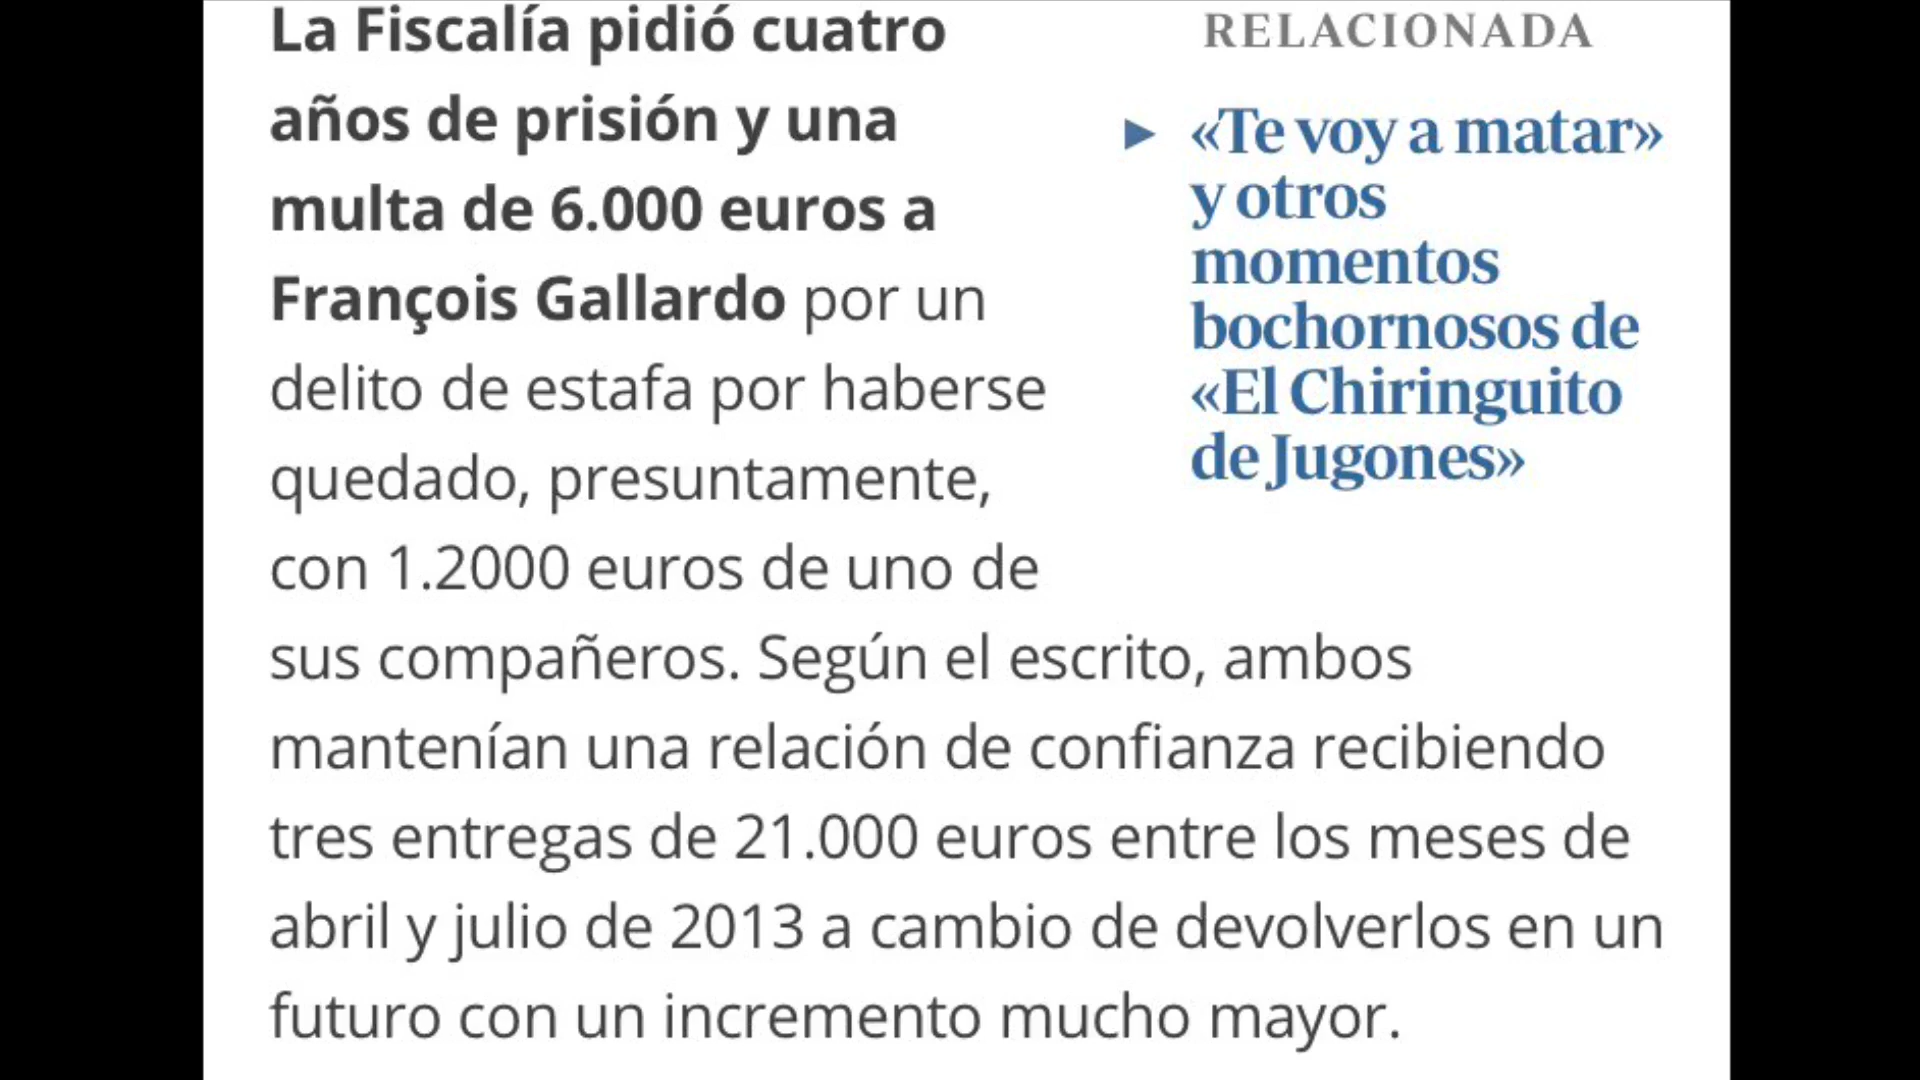 La Fiscalía pidió cuatro
años de prisión y una
multa de 6.000 euros a
François Gallardo por un
delito de estafa por haberse
quedado, presuntamente,
con 1.2000 euros de uno de
sus compañeros. Según el escrito, ambos
mantenían una relación de confianza recibiendo
tres entregas de 21.000 euros entre los meses de
abril y julio de 2013 a cambio de devolverlos en un
futuro con un incremento mucho mayor.
RELACIONADA
► «Te voy a matar»
y otros
momentos
bochornosos de
«El Chiringuito
de Jugones»